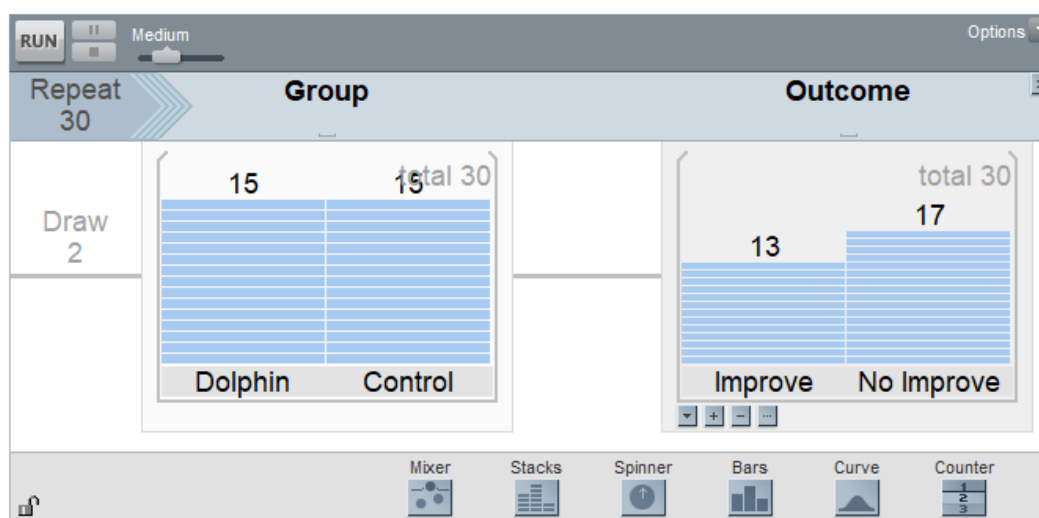 RUN
Medium
Options
Repeat
30
Group
Outcome
Draw
2
15
15
total 30
Dolphin
Control
total 30
13
17
Improve
No Improve
Mixer
Stacks
Spinner
Bars
Curve
Counter
1
2
3